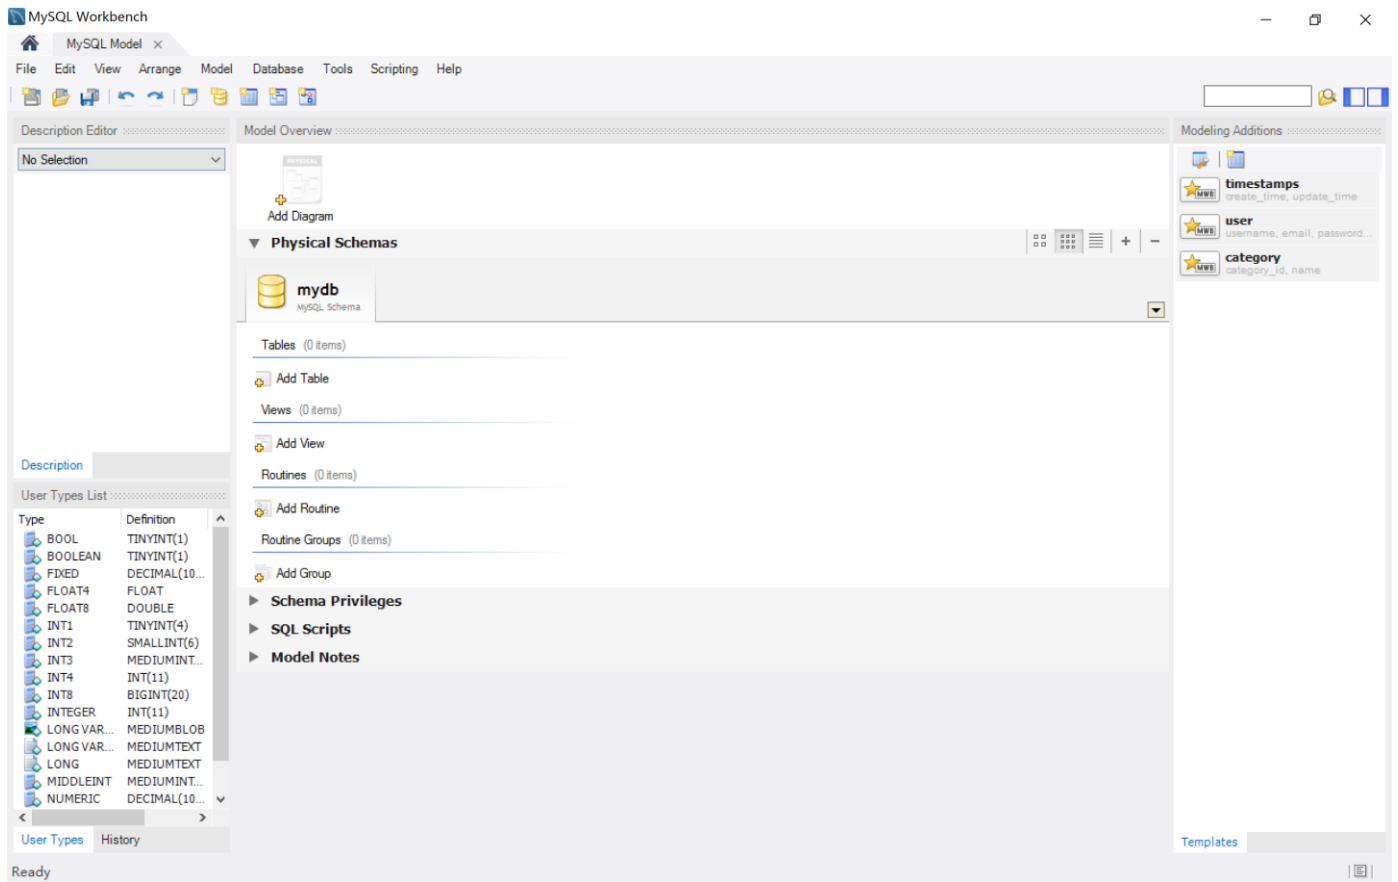 MySQL Workbench
MySQL Model
File Edit View Arrange Model Database Tools Scripting Help
Description Editor
No Selection
Description
User Types List
Type Definition
BOOL TINYINT(1)
BOOLEAN TINYINT(1)
FIXED DECIMAL(10...
FLOAT4 FLOAT
FLOAT8 DOUBLE
INT1 TINYINT(4)
INT2 SMALLINT(6)
INT3 MEDIUMINT...
INT4 INT(11)
INT8 BIGINT(20)
INTEGER INT(11)
LONG VAR... MEDIUMBLOB
LONG VAR... MEDIUMTEXT
LONG MEDIUMTEXT
MIDDLEINT MEDIUMINT...
NUMERIC DECIMAL(10...
User Types History
Ready
Model Overview
PHYSICAL
Add Diagram
Physical Schemas
mydb
MySQL Schema
Tables (0 items)
Add Table
Views (0 items)
Add View
Routines (0 items)
Add Routine
Routine Groups (0 items)
Add Group
Schema Privileges
SQL Scripts
Model Notes
Modeling Additions
MWB timestamps
create_time, update_time
MWB user
username, email, password...
MWB category
category_id, name
Templates